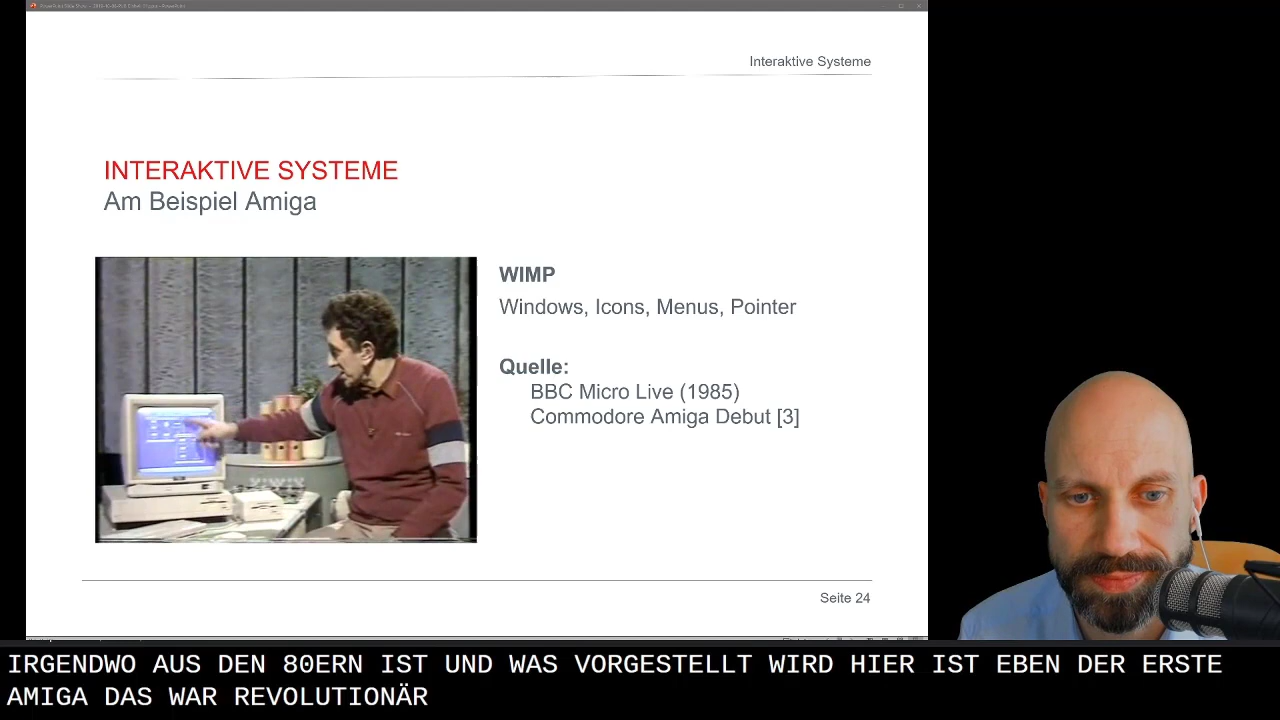 Interaktive Systeme
INTERAKTIVE SYSTEME
Am Beispiel Amiga
WIMP
Windows, Icons, Menus, Pointer
Quelle:
BBC Micro Live (1985)
Commodore Amiga Debut [3]
Seite 24
IRGENDWO AUS DEN 80ERN IST UND WAS VORGESTELLT WIRD HIER IST EBEN DER ERSTE
AMIGA DAS WAR REVOLUTIONÄR